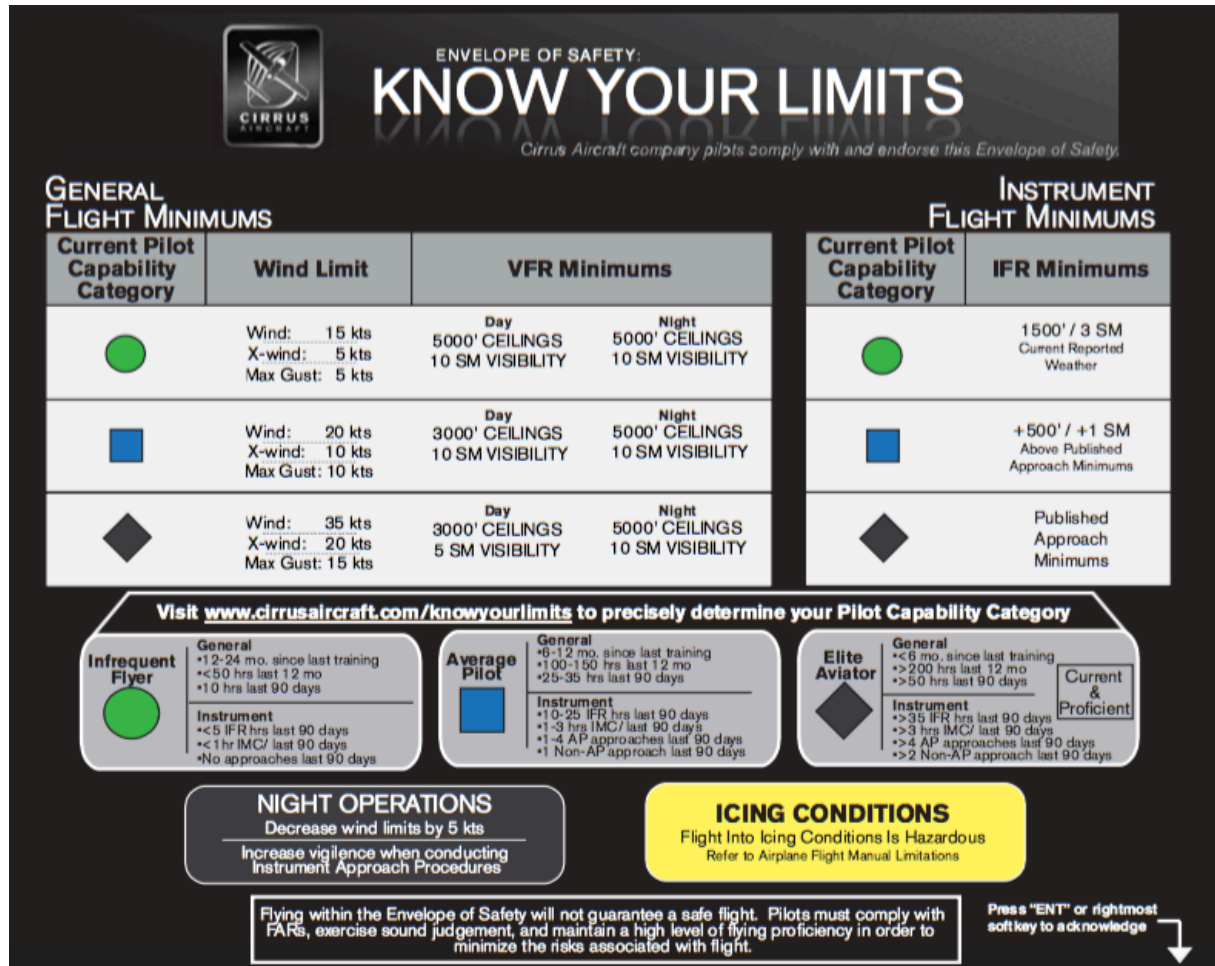 CIRRUS
AIRCRAFT
ENVELOPE OF SAFETY:
KNOW YOUR LIMITS
Cirrus Aircraft company pilots comply with and endorse this Envelope of Safety.
GENERAL
FLIGHT MINIMUMS
Current Pilot
Capability
Category
Wind Limit
VFR Minimums
Wind: 15 kts
X-wind: 5 kts
Max Gust: 5 kts
Day
5000' CEILINGS
10 SM VISIBILITY
Night
5000' CEILINGS
10 SM VISIBILITY
Wind: 20 kts
X-wind: 10 kts
Max Gust: 10 kts
Day
3000' CEILINGS
10 SM VISIBILITY
Night
5000' CEILINGS
10 SM VISIBILITY
Wind: 35 kts
X-wind: 20 kts
Max Gust: 15 kts
Day
3000' CEILINGS
5 SM VISIBILITY
Night
5000' CEILINGS
10 SM VISIBILITY
INSTRUMENT
FLIGHT MINIMUMS
Current Pilot
Capability
Category
IFR Minimums
1500' / 3 SM
Current Reported
Weather
+500' / +1 SM
Above Published
Approach Minimums
Published
Approach
Minimums
Visit www.cirrusaircraft.com/knowyourlimits to precisely determine your Pilot Capability Category
Infrequent
Flyer
General
•12-24 mo. since last training
•<50 hrs last 12 mo
•10 hrs last 90 days
Instrument
•<5 IFR hrs last 90 days
•<1 hr IMC/ last 90 days
•No approaches last 90 days
Average
Pilot
General
•6-12 mo. since last training
•100-150 hrs last 12 mo
•25-35 hrs last 90 days
Instrument
•10-25 IFR hrs last 90 days
•1-3 hrs IMC/ last 90 days
•1-4 AP approaches last 90 days
•1 Non-AP approach last 90 days
Elite
Aviator
General
•<6 mo. since last training
•>200 hrs last 12 mo
•>50 hrs last 90 days
Instrument
•>35 IFR hrs last 90 days
•>3 hrs IMC/ last 90 days
•>4 AP approaches last 90 days
•>2 Non-AP approach last 90 days
Current
&
Proficient
NIGHT OPERATIONS
Decrease wind limits by 5 kts
Increase vigilence when conducting
Instrument Approach Procedures
ICING CONDITIONS
Flight Into Icing Conditions Is Hazardous
Refer to Airplane Flight Manual Limitations
Flying within the Envelope of Safety will not guarantee a safe flight. Pilots must comply with
FARs, exercise sound judgement, and maintain a high level of flying proficiency in order to
minimize the risks associated with flight.
Press "ENT" or rightmost
softkey to acknowledge